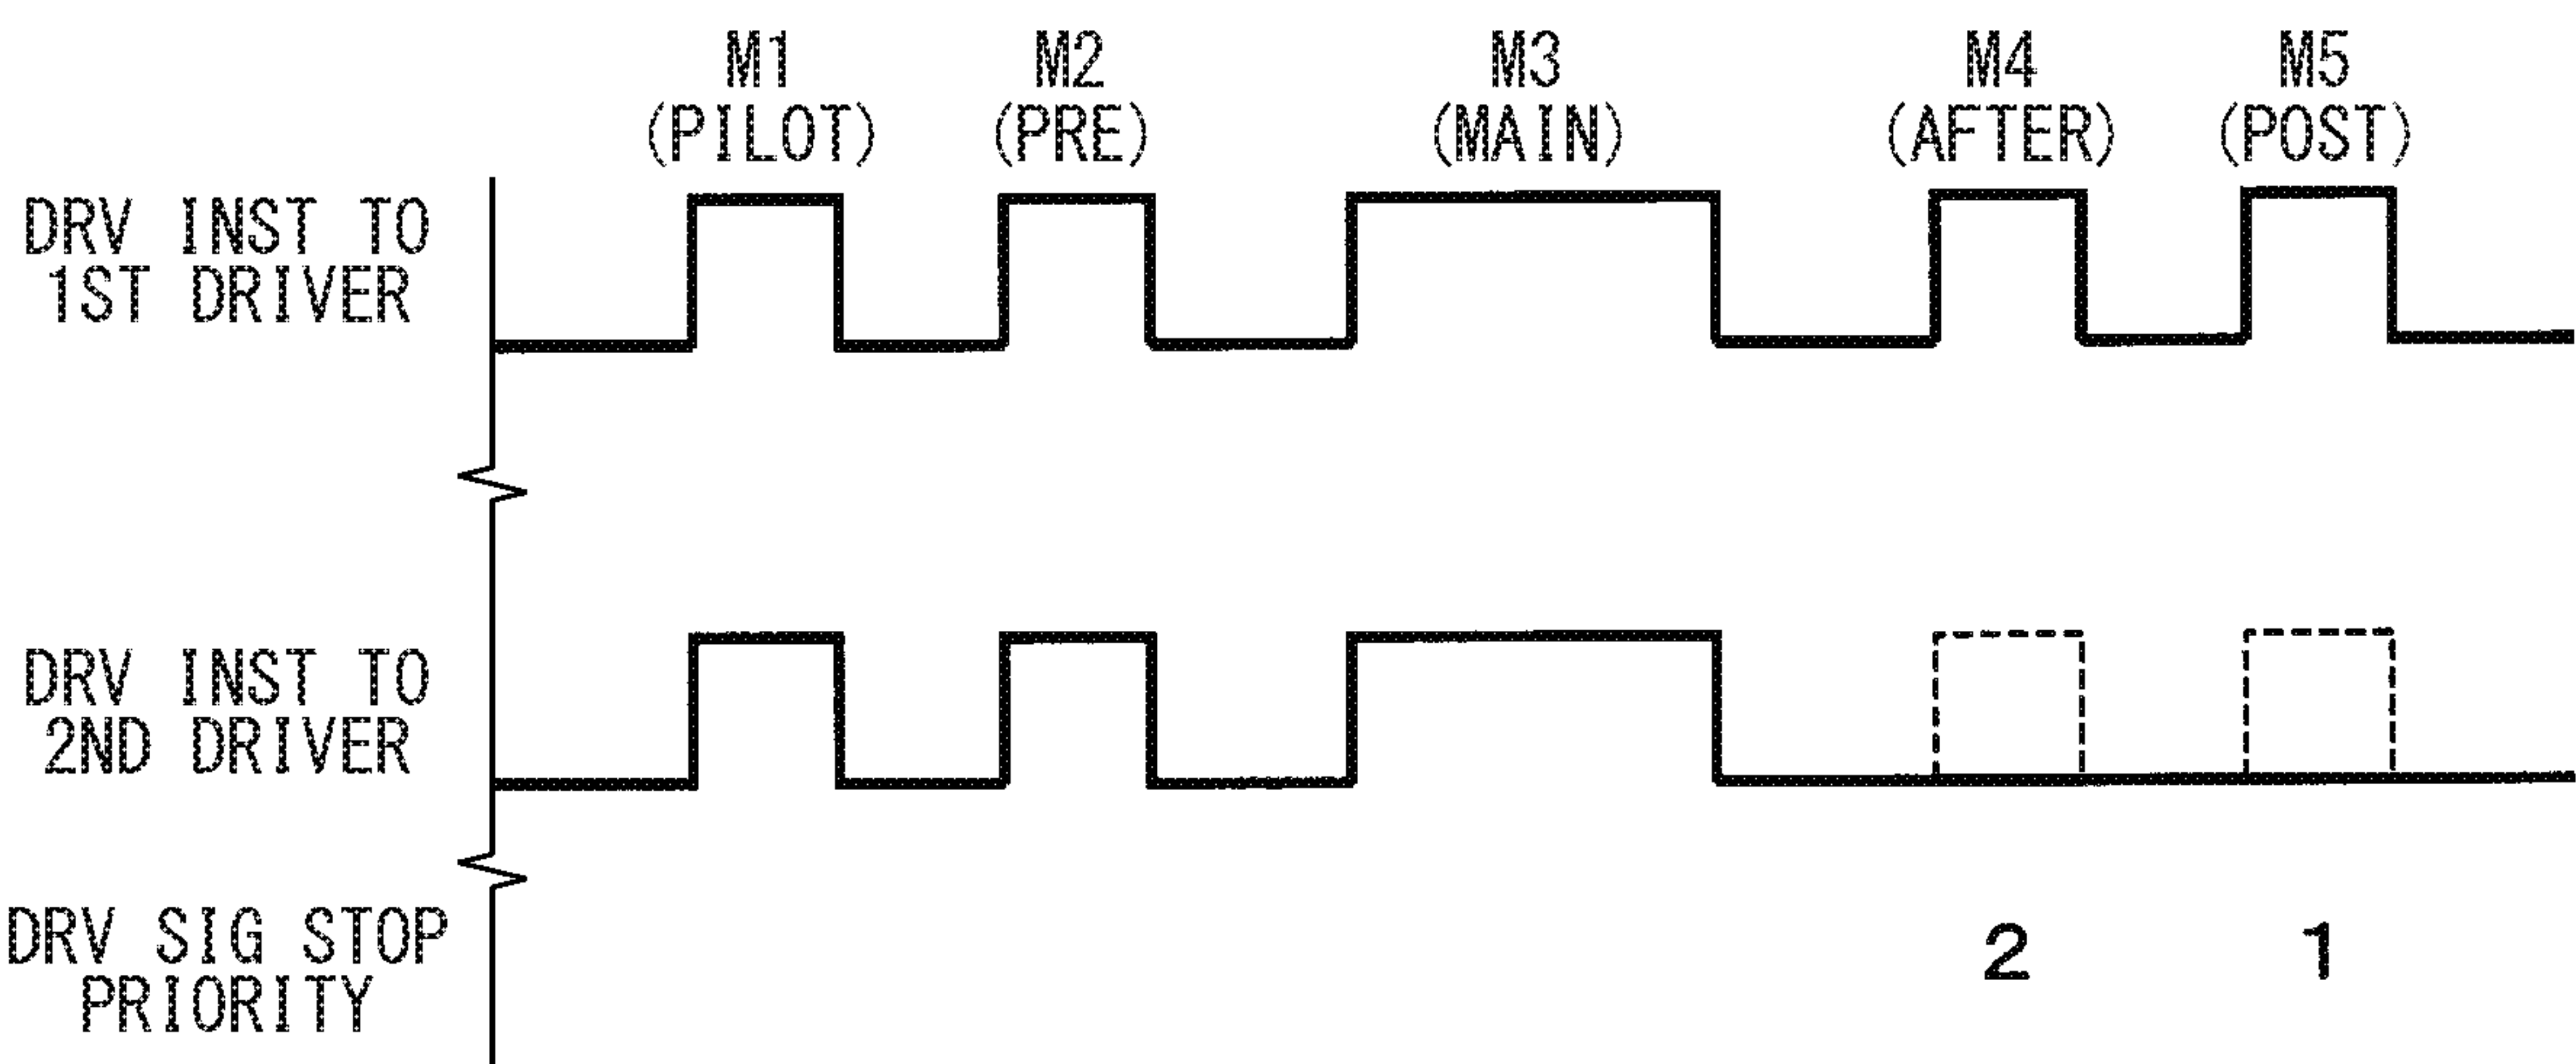 M1 M2 M3 M4 M5
(PILOT) (PRE) (MAIN) (AFTER) (POST)
DRV INST TO
1ST DRIVER
DRV INST TO
2ND DRIVER
DRV SIG STOP
PRIORITY
2 1